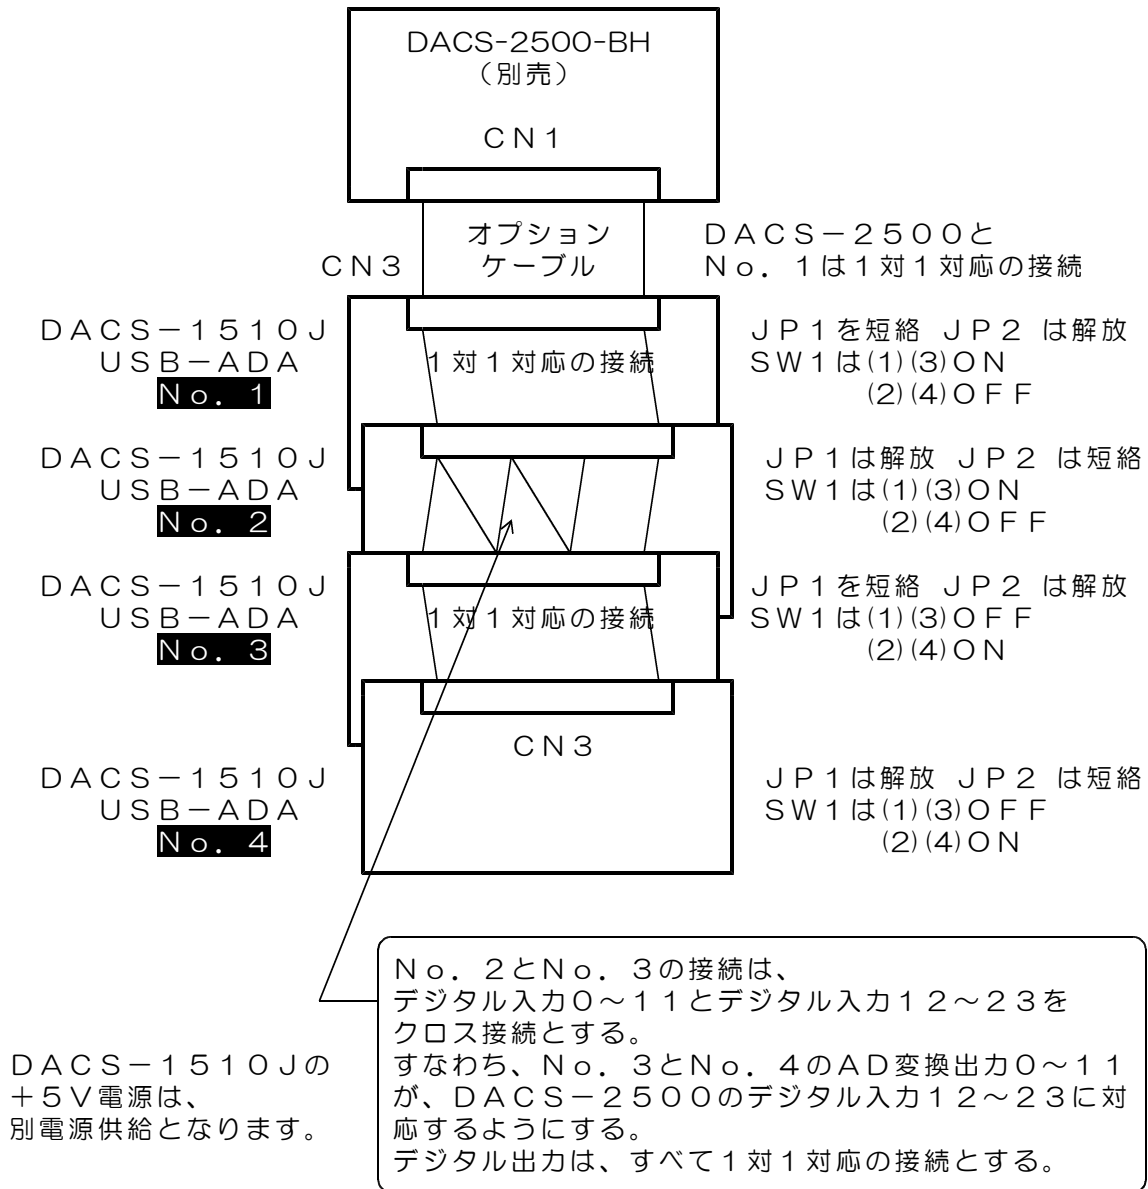 DACS-2500-BH
（別売）
ＣＮ１
オプション
ケーブル
ＤＡＣＳ－２５００と
Ｎｏ．１は１対１対応の接続
ＣＮ３
ＤＡＣＳ－１５１０Ｊ
ＵＳＢ－ＡＤＡ
Ｎｏ．１
１対１対応の接続
ＪＰ１を短絡 ＪＰ２ は解放
ＳＷ１は(1)(3)ＯＮ
(2)(4)ＯＦＦ
ＤＡＣＳ－１５１０Ｊ
ＵＳＢ－ＡＤＡ
Ｎｏ．２
ＪＰ１は解放 ＪＰ２ は短絡
ＳＷ１は(1)(3)ＯＮ
(2)(4)ＯＦＦ
ＤＡＣＳ－１５１０Ｊ
ＵＳＢ－ＡＤＡ
Ｎｏ．３
１対１対応の接続
ＪＰ１を短絡 ＪＰ２ は解放
ＳＷ１は(1)(3)ＯＦＦ
(2)(4)ＯＮ
ＣＮ３
ＤＡＣＳ－１５１０Ｊ
ＵＳＢ－ＡＤＡ
Ｎｏ．４
ＪＰ１は解放 ＪＰ２ は短絡
ＳＷ１は(1)(3)ＯＦＦ
(2)(4)ＯＮ
Ｎｏ．２とＮｏ．３の接続は、
デジタル入力０～１１とデジタル入力１２～２３を
クロス接続とする。
すなわち、Ｎｏ．３とＮｏ．４のＡＤ変換出力０～１１
が、ＤＡＣＳ－２５００のデジタル入力１２～２３に対
応するようにする。
デジタル出力は、すべて１対１対応の接続とする。
ＤＡＣＳ－１５１０Ｊの
＋５Ｖ電源は、
別電源供給となります。